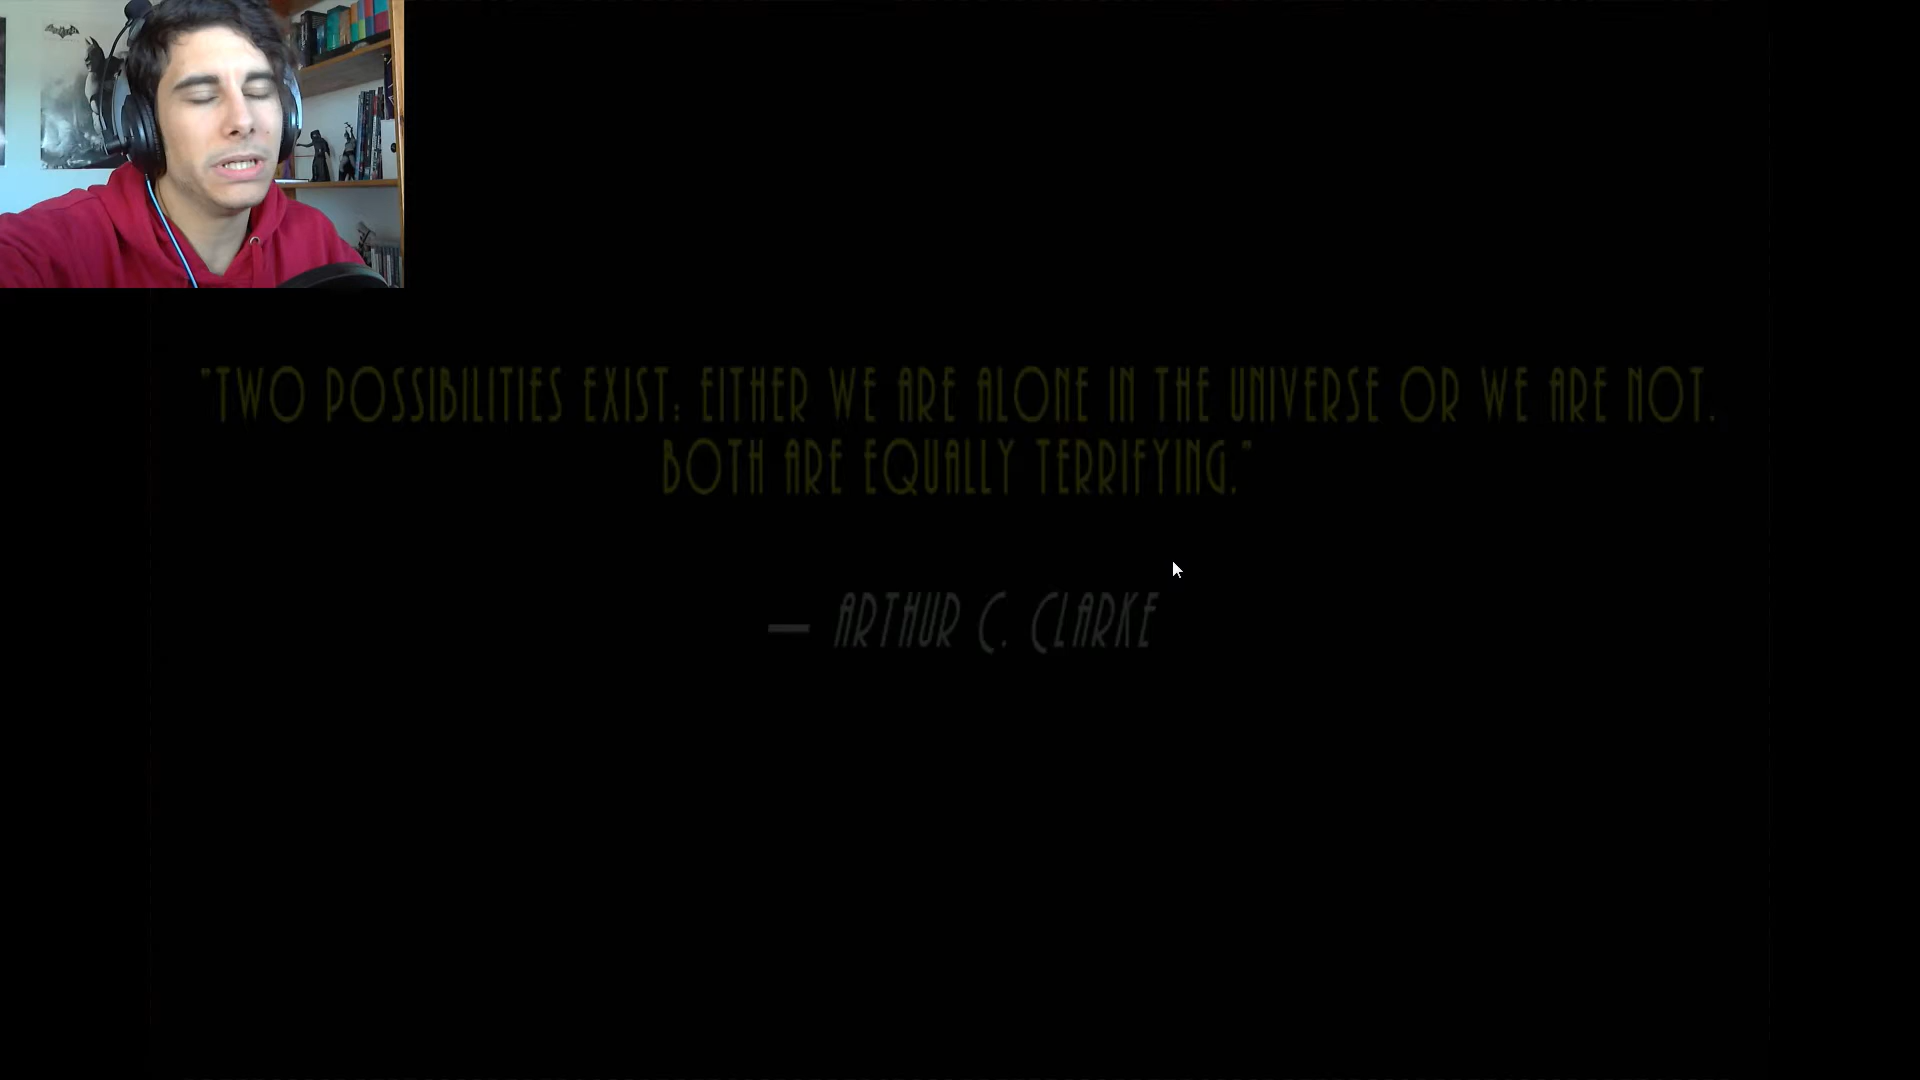 "TWO POSSIBILITIES EXIST: EITHER WE ARE ALONE IN THE UNIVERSE OR WE ARE NOT.
BOTH ARE EQUALLY TERRIFYING."
— ARTHUR C. CLARKE